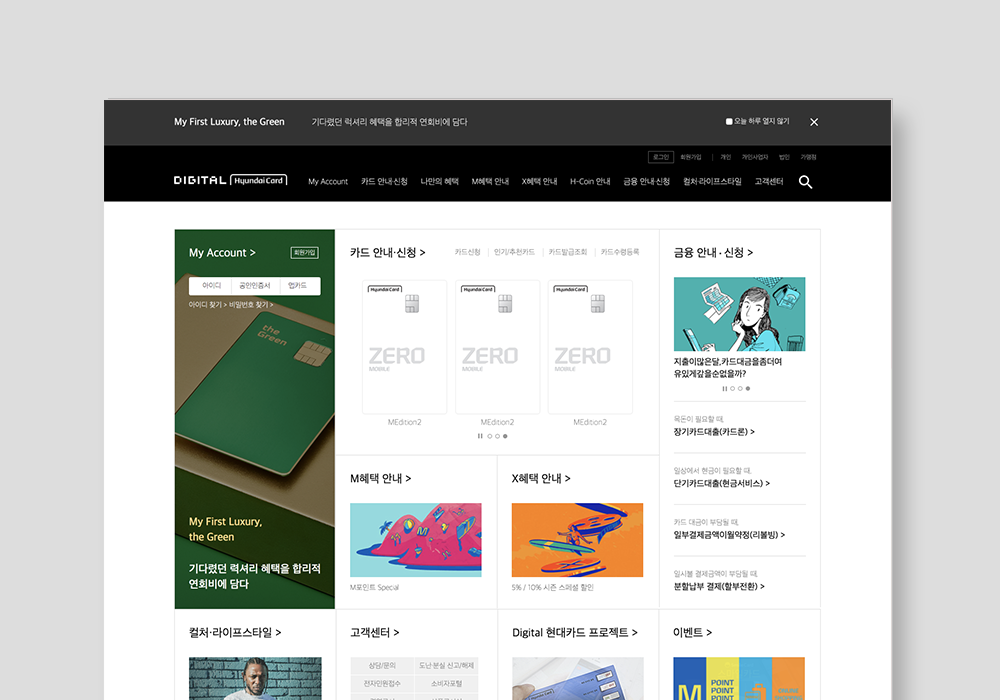 My First Luxury, the Green
기다렸던 럭셔리 혜택을 합리적 연회비에 담다
오늘 하루 열지 않기
로그인 회원가입 | 개인 개인사업자 법인 가맹점
DIGITAL HyundaiCard
My Account 카드 안내·신청 나만의 혜택 M혜택 안내 X혜택 안내 H-Coin 안내 금융 안내·신청 컬처·라이프스타일 고객센터
My Account >
회원가입
아이디 공인인증서 앱카드
아이디 찾기 > 비밀번호 찾기 >
the
Green
My First Luxury,
the Green
기다렸던 럭셔리 혜택을 합리적
연회비에 담다
카드 안내·신청 >
카드신청 | 인기/추천카드 | 카드발급조회 | 카드수령등록
HyundaiCard
ZERO
MOBILE
MEdition2
HyundaiCard
ZERO
MOBILE
MEdition2
HyundaiCard
ZERO
MOBILE
MEdition2
금융 안내 · 신청 >
지출이많은달,카드대금을좀더여
유있게갚을순없을까?
목돈이 필요할 때,
장기카드대출(카드론) >
일상에서 현금이 필요할 때,
단기카드대출(현금서비스) >
카드 대금이 부담될 때,
일부결제금액이월약정(리볼빙) >
일시불 결제금액이 부담될 때,
분할납부 결제(할부전환) >
M혜택 안내 >
M
M포인트 Special
X혜택 안내 >
5% / 10% 시즌 스페셜 할인
컬처·라이프스타일 >
고객센터 >
상담/문의 도난·분실 신고/해제
전자민원접수 소비자포털
Digital 현대카드 프로젝트 >
이벤트 >
M
POINT
POINT
POINT